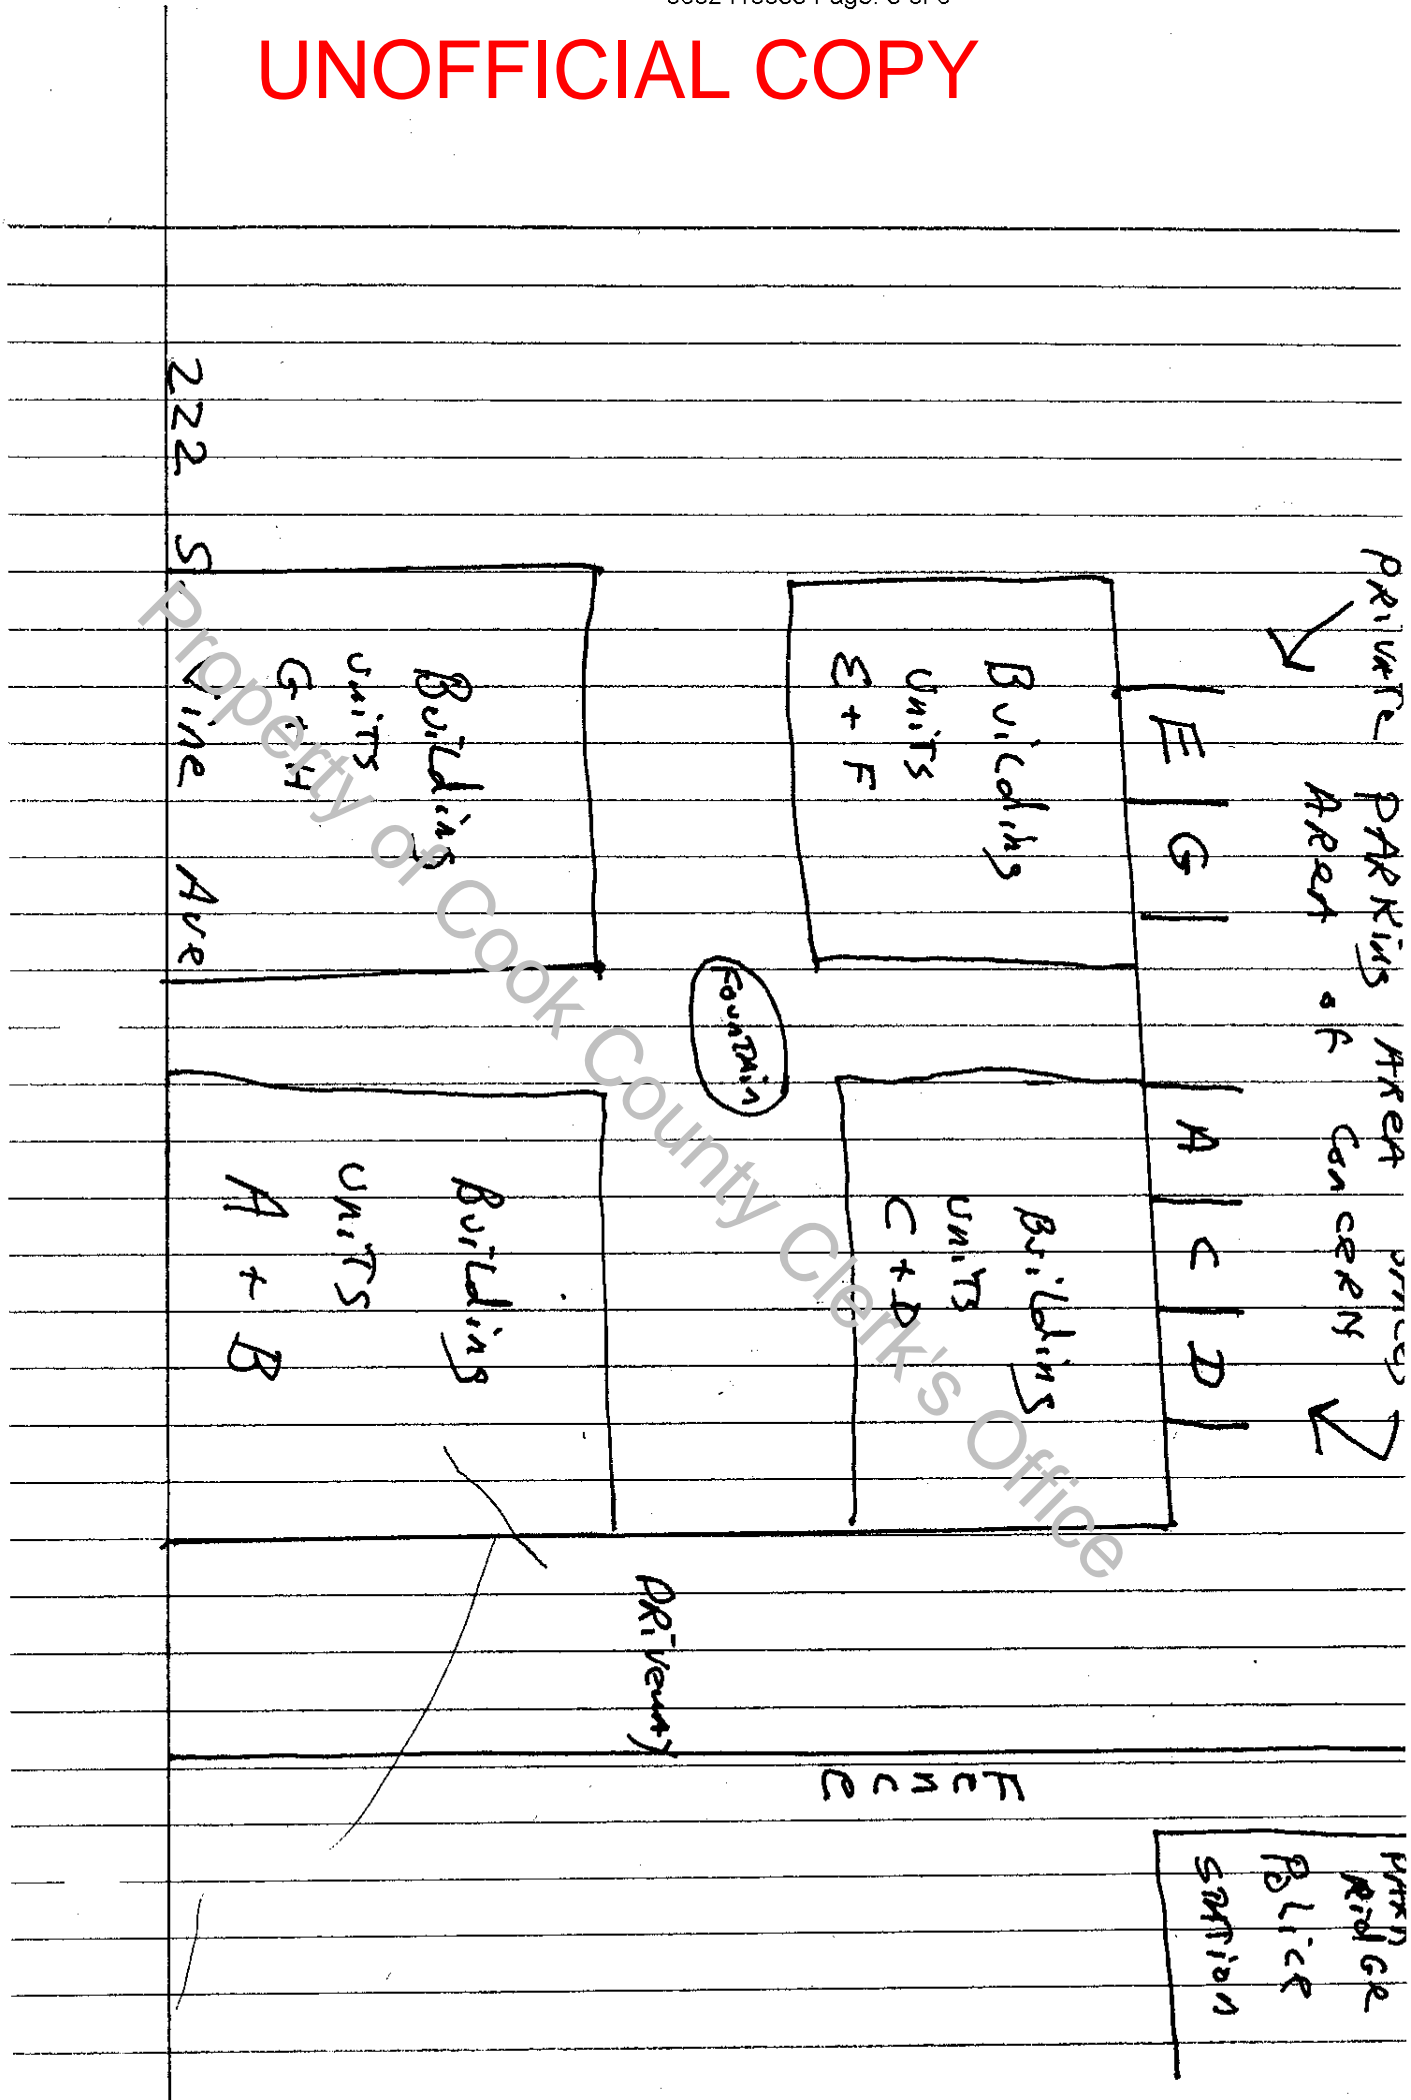 UNOFFICIAL COPY
PRIVATE PARKING AREA
AREA OF CONCERN
E G A C D
Building
UNITS
E + F
Building
UNITS
C + D
FOUNTAIN
Building
UNITS
G + H
Building
UNITS
A + B
222 S. Vine Ave
DRIVEWAY
Fence
RIDGE
POLICE
STATION
Property of Cook County Clerk's Office